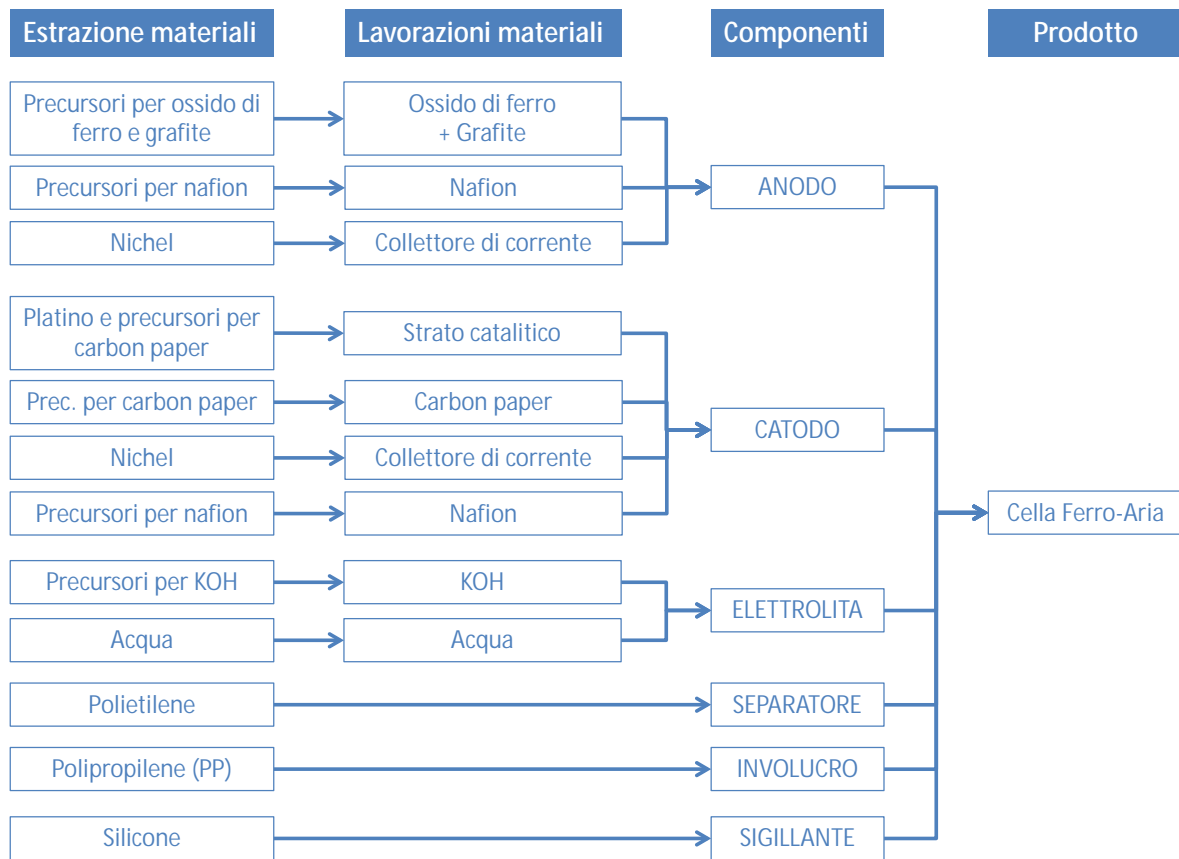 Estrazione materiali
Lavorazioni materiali
Componenti
Prodotto
Precursori per ossido di
ferro e grafite
Ossido di ferro
+ Grafite
Precursori per nafion
Nafion
ANODO
Nichel
Collettore di corrente
Platino e precursori per
carbon paper
Strato catalitico
Prec. per carbon paper
Carbon paper
CATODO
Nichel
Collettore di corrente
Precursori per nafion
Nafion
Cella Ferro-Aria
Precursori per KOH
KOH
ELETTROLITA
Acqua
Acqua
Polietilene
SEPARATORE
Polipropilene (PP)
INVOLUCRO
Silicone
SIGILLANTE